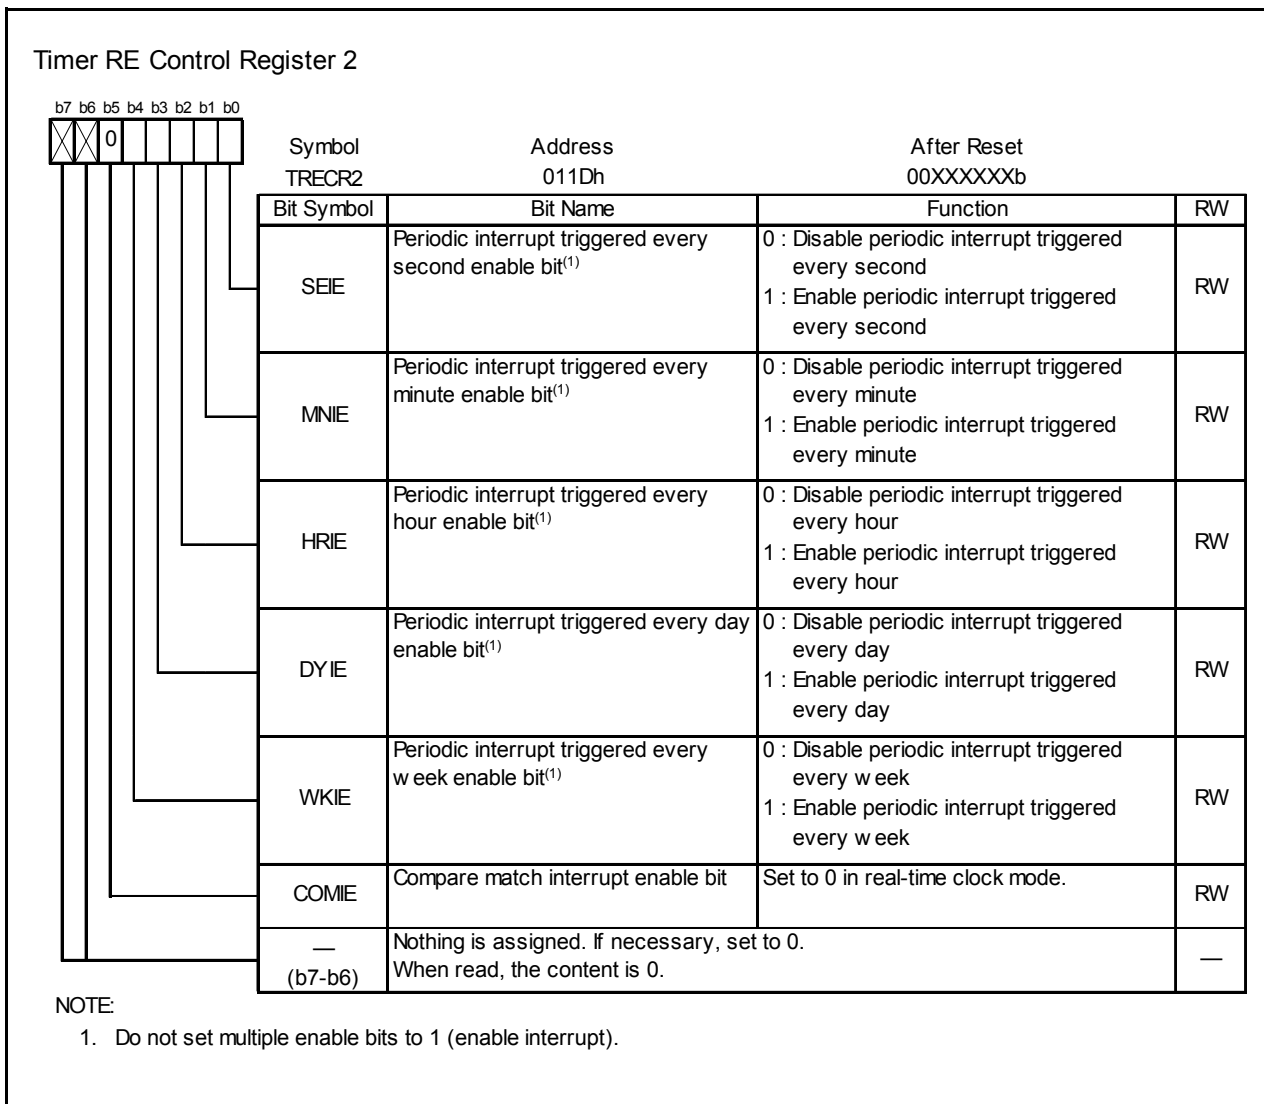 Timer RE Control Register 2
b7 b6 b5 b4 b3 b2 b1 b0
0
Symbol Address After Reset
TRECR2 011Dh 00XXXXXXb
Bit Symbol Bit Name Function RW
SEIE
Periodic interrupt triggered every
second enable bit(1)
0 : Disable periodic interrupt triggered
every second
1 : Enable periodic interrupt triggered
every second
RW
MNIE
Periodic interrupt triggered every
minute enable bit(1)
0 : Disable periodic interrupt triggered
every minute
1 : Enable periodic interrupt triggered
every minute
RW
HRIE
Periodic interrupt triggered every
hour enable bit(1)
0 : Disable periodic interrupt triggered
every hour
1 : Enable periodic interrupt triggered
every hour
RW
DYIE
Periodic interrupt triggered every day
enable bit(1)
0 : Disable periodic interrupt triggered
every day
1 : Enable periodic interrupt triggered
every day
RW
WKIE
Periodic interrupt triggered every
week enable bit(1)
0 : Disable periodic interrupt triggered
every week
1 : Enable periodic interrupt triggered
every week
RW
COMIE
Compare match interrupt enable bit
Set to 0 in real-time clock mode.
RW
—
(b7-b6)
Nothing is assigned. If necessary, set to 0.
When read, the content is 0.
—
NOTE:
1. Do not set multiple enable bits to 1 (enable interrupt).